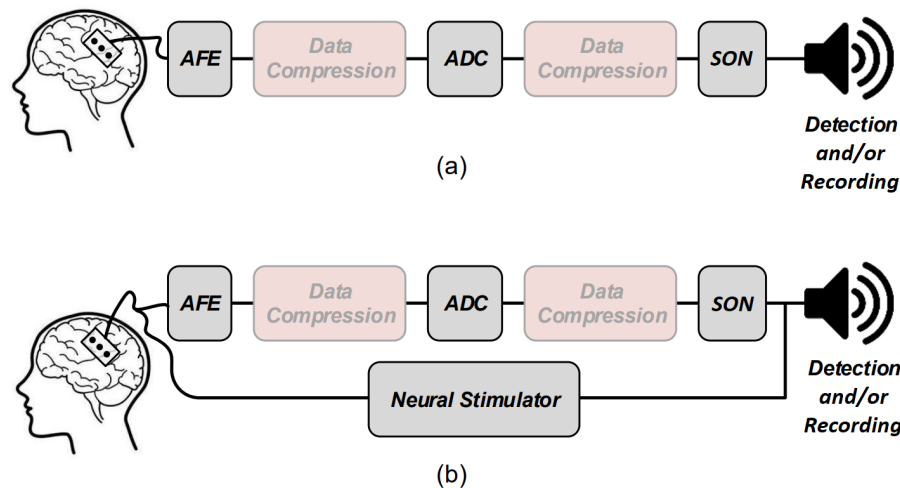 AFE
Data
Compression
ADC
Data
Compression
SON
Detection
and/or
Recording
(a)
AFE
Data
Compression
ADC
Data
Compression
SON
Detection
and/or
Recording
Neural Stimulator
(b)